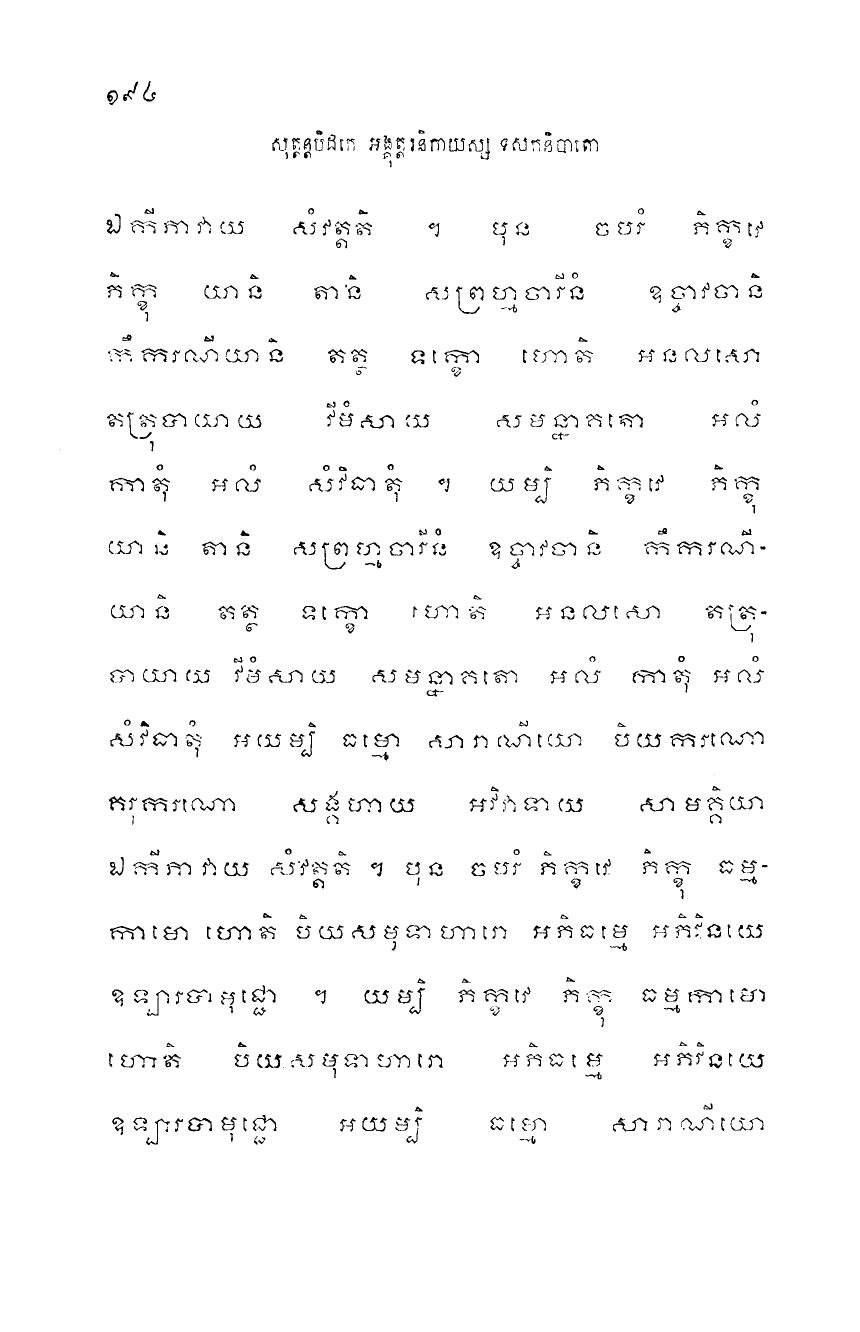 ១៩៤
សុត្តន្តបិដកេ អង្គុត្តរនិកាយស្ស ទសកនិបាតោ
ឯកីភាវាយ សំវត្តតិ ។ បុន ចបរំ ភិក្ខវេ
ភិក្ខុ យានិ តានិ សព្រហ្មចារីនំ ឧច្ចាវចានិ
កឹករណីយានិ តត្ថ ទក្ខោ ហោតិ អនលសោ
តត្រុបាយាយ វីមំសាយ សមន្នាគតោ អលំ
កាតុំ អលំ សំវិធាតុំ ។ យម្បិ ភិក្ខវេ ភិក្ខុ
យានិ តានិ សព្រហ្មចារីនំ ឧច្ចាវចានិ កឹករណី-
យានិ តត្ថ ទក្ខោ ហោតិ អនលសោ តត្រុ-
បាយាយ វីមំសាយ សមន្នាគតោ អលំ កាតុំ អលំ
សំវិធាតុំ អយម្បិ ធម្មោ សារាណីយោ បិយករណោ
គរុករណោ សង្គហាយ អវិវាទាយ សាមគ្គិយា
ឯកីភាវាយ សំវត្តតិ ។ បុន ចបរំ ភិក្ខវេ ភិក្ខុ ធម្ម-
កាមោ ហោតិ បិយសមុទាហារោ អភិធម្មេ អភិវិនយេ
ឧឡារបាមុជ្ជោ ។ យម្បិ ភិក្ខវេ ភិក្ខុ ធម្មកាមោ
ហោតិ បិយសមុទាហារោ អភិធម្មេ អភិវិនយេ
ឧឡារបាមុជ្ជោ អយម្បិ ធម្មោ សារាណីយោ